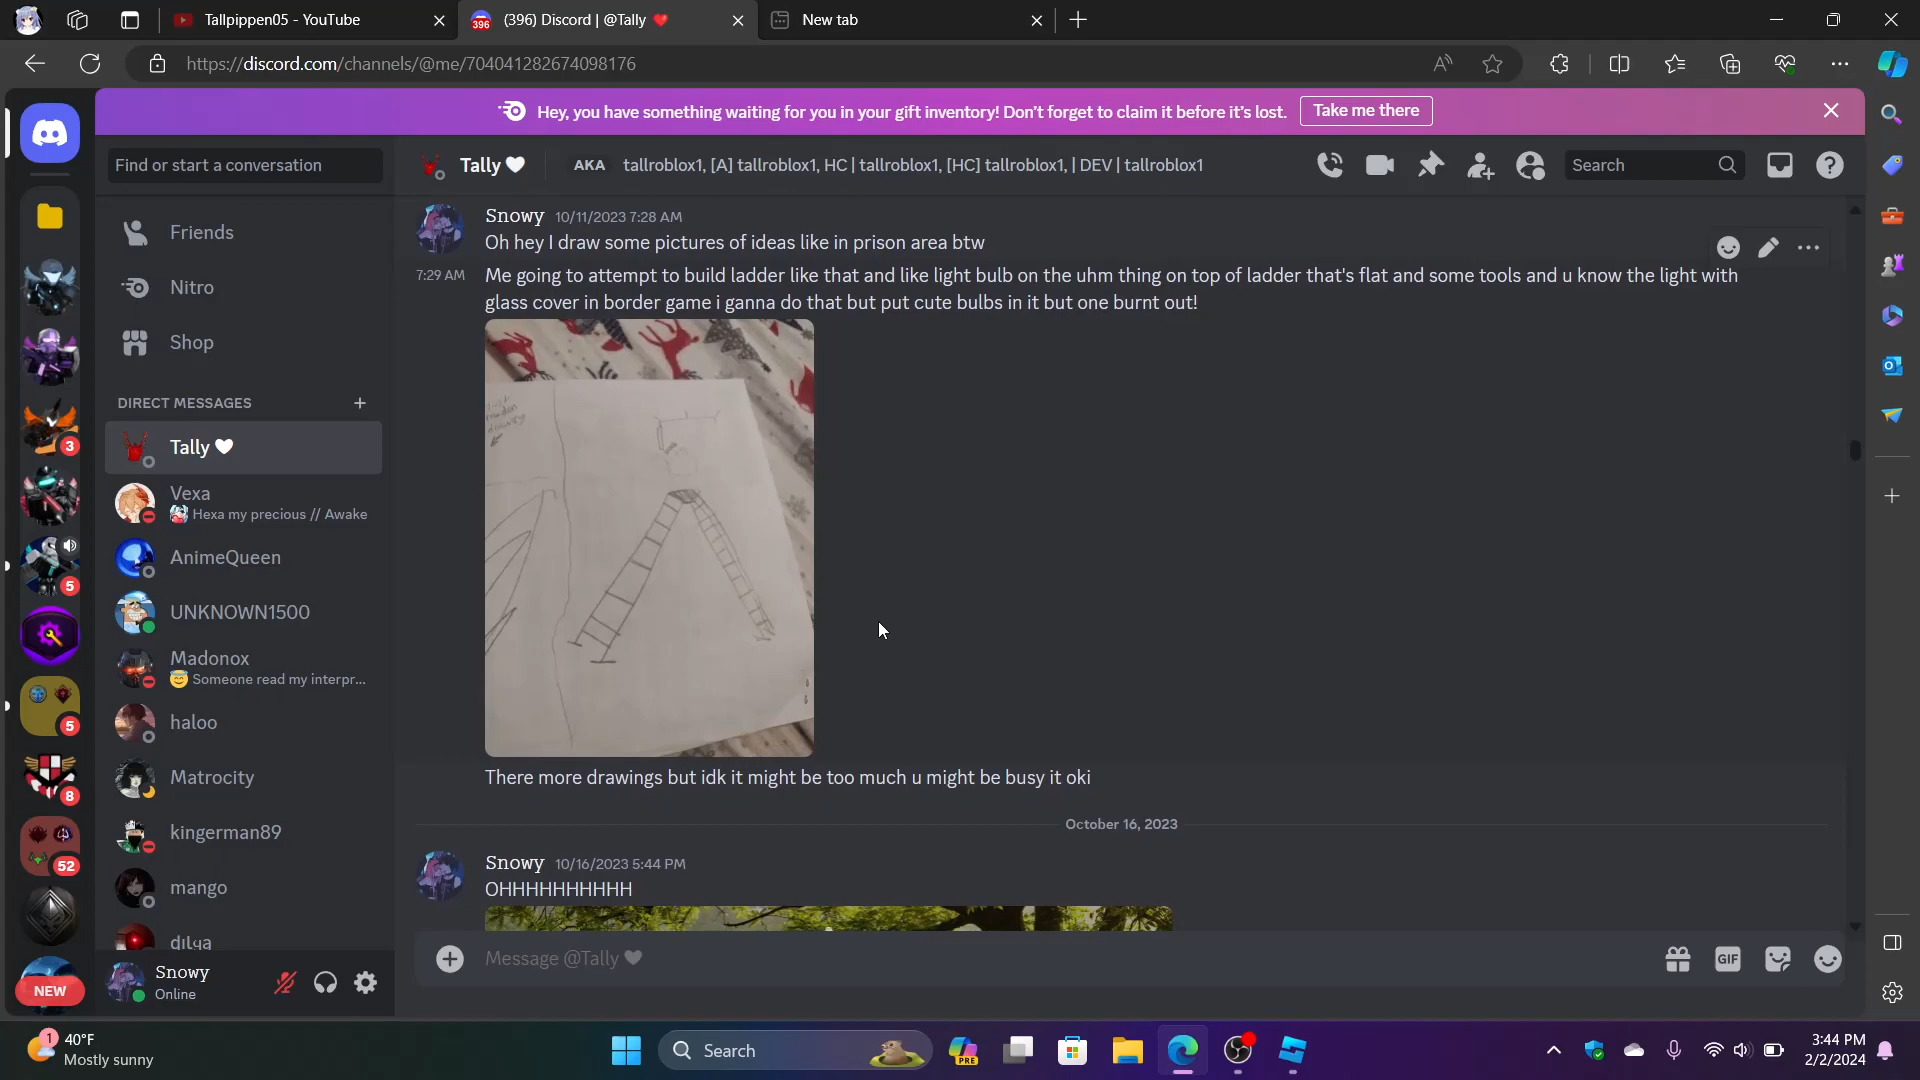 Tallpippen05 - YouTube
(396) Discord | @Tally
New tab
https://discord.com/channels/@me/704041282674098176
Hey, you have something waiting for you in your gift inventory! Don't forget to claim it before it's lost.
Take me there
Find or start a conversation
Tally
AKA
tallroblox1, [A] tallroblox1, HC | tallroblox1, [HC] tallroblox1, | DEV | tallroblox1
Search
Friends
Nitro
Shop
DIRECT MESSAGES
Tally
Vexa
Hexa my precious // Awake
AnimeQueen
UNKNOWN1500
Madonox
Someone read my interpr...
haloo
Matrocity
kingerman89
mango
dılqa
Snowy
Online
3
5
5
8
52
NEW
Snowy 10/11/2023 7:28 AM
Oh hey I draw some pictures of ideas like in prison area btw
7:29 AM
Me going to attempt to build ladder like that and like light bulb on the uhm thing on top of ladder that's flat and some tools and u know the light with
glass cover in border game i ganna do that but put cute bulbs in it but one burnt out!
There more drawings but idk it might be too much u might be busy it oki
October 16, 2023
Snowy 10/16/2023 5:44 PM
OHHHHHHHHHH
Message @Tally
GIF
1
40°F
Mostly sunny
Search
PRE
3:44 PM
2/2/2024